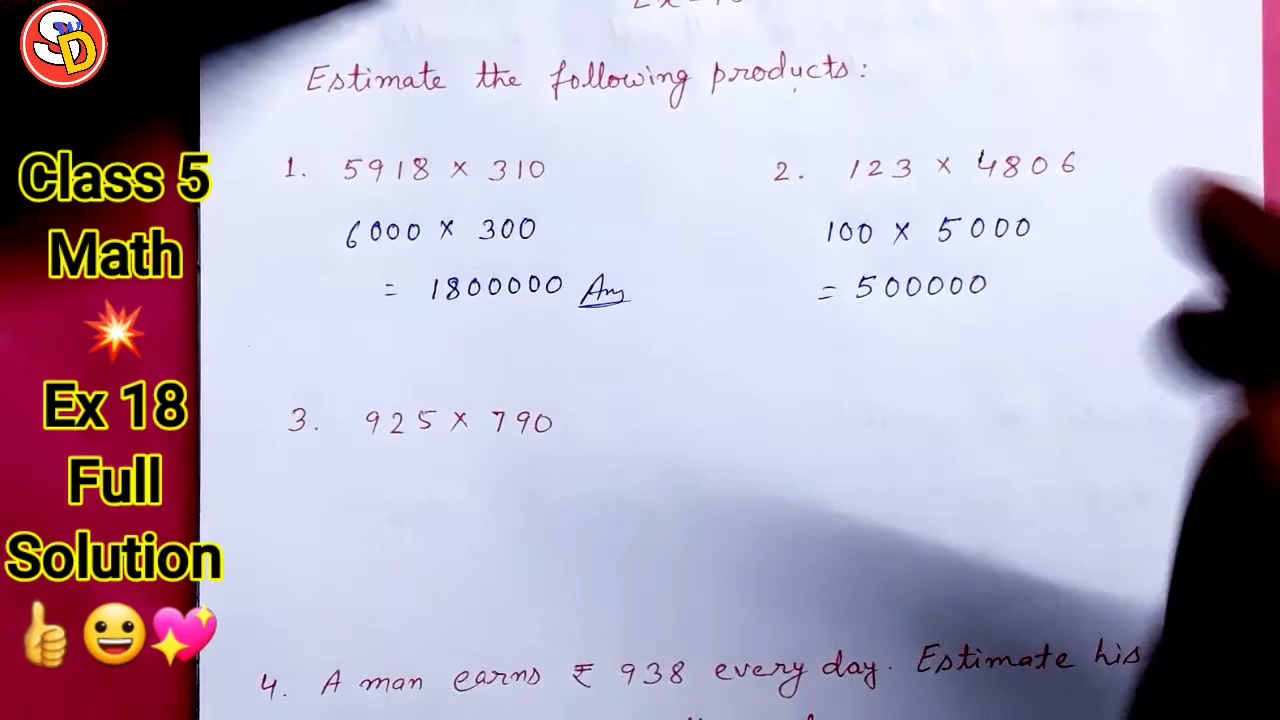 SWD
Class 5
Math
Ex 18
Full
Solution
Estimate the following products:
1. 5918 × 310
6000 × 300
= 1800000 Ans
2. 123 × 4806
100 × 5000
= 500000
3. 925 × 790
4. A man earns ₹ 938 every day. Estimate his